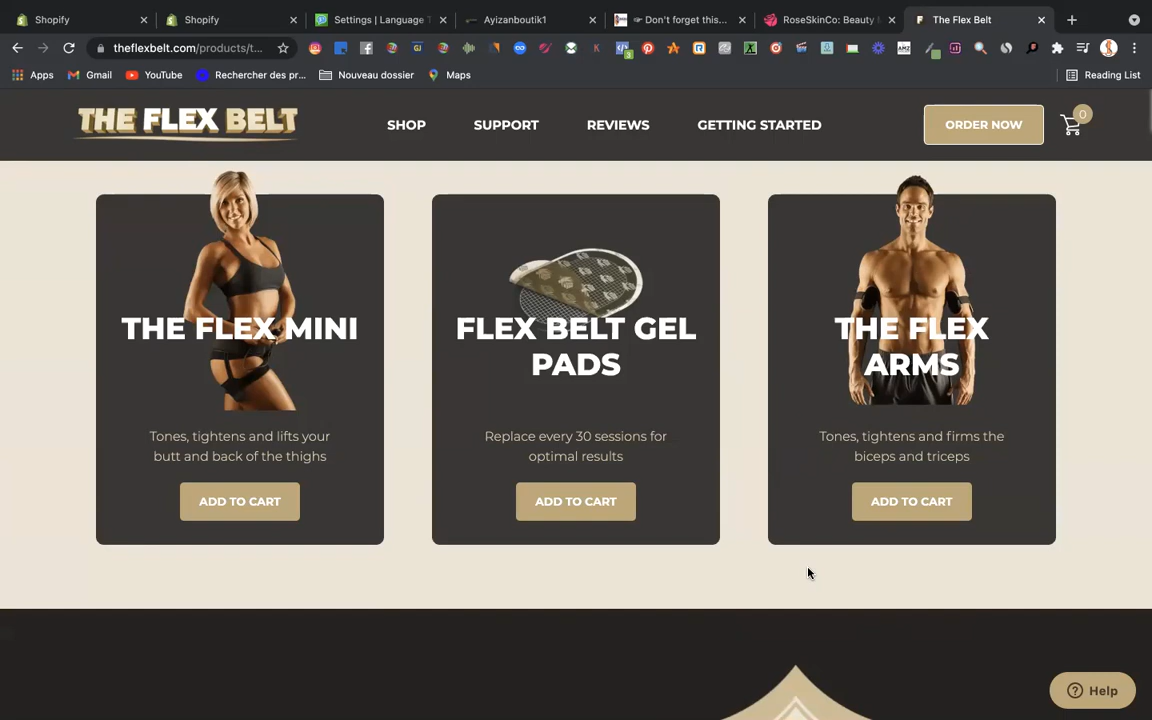 Shopify
Shopify
Settings | Language T
Ayizanboutik1
☞ Don't forget this...
RoseSkinCo: Beauty M
The Flex Belt
theflexbelt.com/products/t...
3
AMZ
Apps
Gmail
YouTube
Rechercher des pr...
Nouveau dossier
Maps
Reading List
THE FLEX BELT
SHOP
SUPPORT
REVIEWS
GETTING STARTED
ORDER NOW
0
THE FLEX MINI
Tones, tightens and lifts your
butt and back of the thighs
ADD TO CART
FLEX BELT GEL
PADS
Replace every 30 sessions for
optimal results
ADD TO CART
THE FLEX
ARMS
Tones, tightens and firms the
biceps and triceps
ADD TO CART
Help